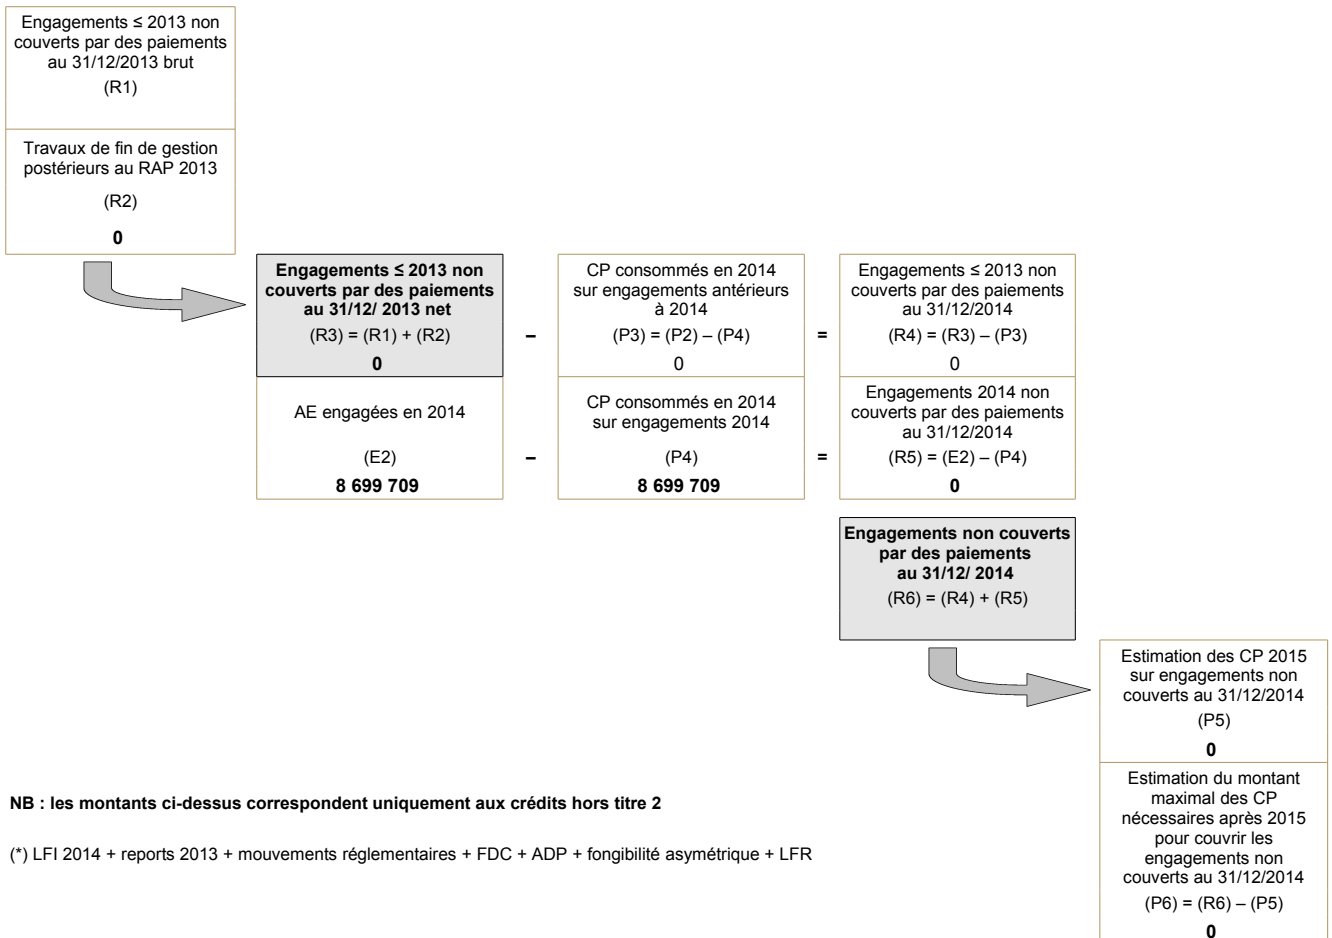 Engagements ≤ 2013 non
couverts par des paiements
au 31/12/2013 brut
(R1)
Travaux de fin de gestion
postérieurs au RAP 2013
(R2)
0
Engagements ≤ 2013 non
couverts par des paiements
au 31/12/ 2013 net
(R3) = (R1) + (R2)
0
–
CP consommés en 2014
sur engagements antérieurs
à 2014
(P3) = (P2) – (P4)
0
=
Engagements ≤ 2013 non
couverts par des paiements
au 31/12/2014
(R4) = (R3) – (P3)
0
AE engagées en 2014
(E2)
8 699 709
–
CP consommés en 2014
sur engagements 2014
(P4)
8 699 709
=
Engagements 2014 non
couverts par des paiements
au 31/12/2014
(R5) = (E2) – (P4)
0
Engagements non couverts
par des paiements
au 31/12/ 2014
(R6) = (R4) + (R5)
Estimation des CP 2015
sur engagements non
couverts au 31/12/2014
(P5)
0
Estimation du montant
maximal des CP
nécessaires après 2015
pour couvrir les
engagements non
couverts au 31/12/2014
(P6) = (R6) – (P5)
0
NB : les montants ci-dessus correspondent uniquement aux crédits hors titre 2
(*) LFI 2014 + reports 2013 + mouvements réglementaires + FDC + ADP + fongibilité asymétrique + LFR